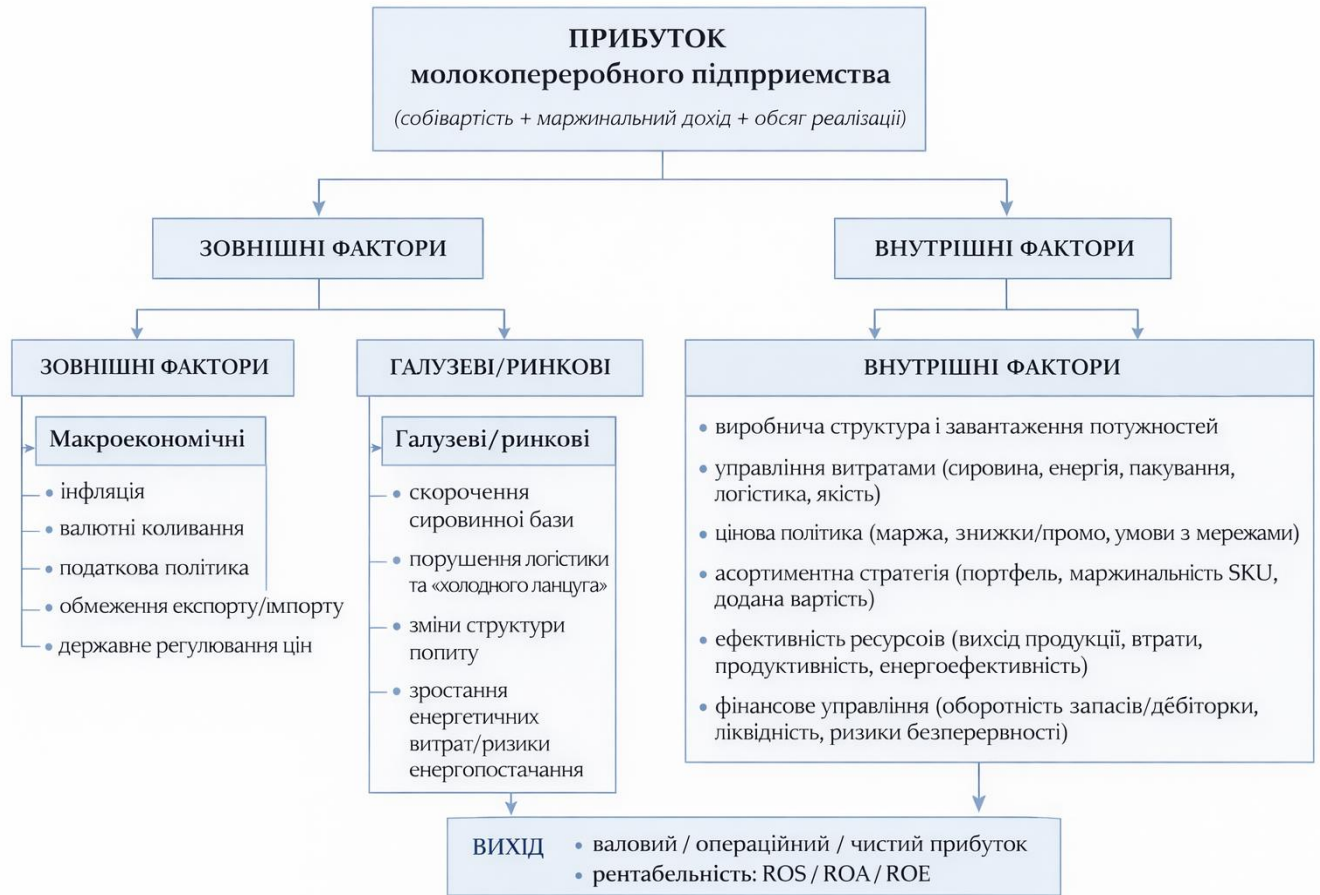 ПРИБУТОК
молокопереробного підпрриемства
(собівартість + маржинальний дохід + обсяг реалізації)
ЗОВНІШНІ ФАКТОРИ
ВНУТРІШНІ ФАКТОРИ
ЗОВНІШНІ ФАКТОРИ
Макроекономічні
• інфляція
• валютні коливання
• податкова політика
• обмеження експорту/імпорту
• державне регулювання цін
ГАЛУЗЕВІ/РИНКОВІ
Галузеві/ринкові
• скорочення
сировинної бази
• порушення логістики
та «холодного ланцуга»
• зміни структури
попиту
• зростання
енергетичних
витрат/ризики
енергопостачання
ВНУТРІШНІ ФАКТОРИ
• виробнича структура і завантаження потужностей
• управління витратами (сировина, енергія, пакування,
логістика, якість)
• цінова політика (маржа, знижки/промо, умови з мережами)
• асортиментна стратегія (портфель, маржинальність SKU,
додана вартість)
• ефективність ресурсоів (вихсід продукції, втрати,
продуктивність, енергоефективність)
• фінансове управління (оборотність запасів/дебіторки,
ліквідність, ризики безперервності)
ВИХІД
• валовий / операційний / чистий прибуток
• рентабельність: ROS / ROA / ROE